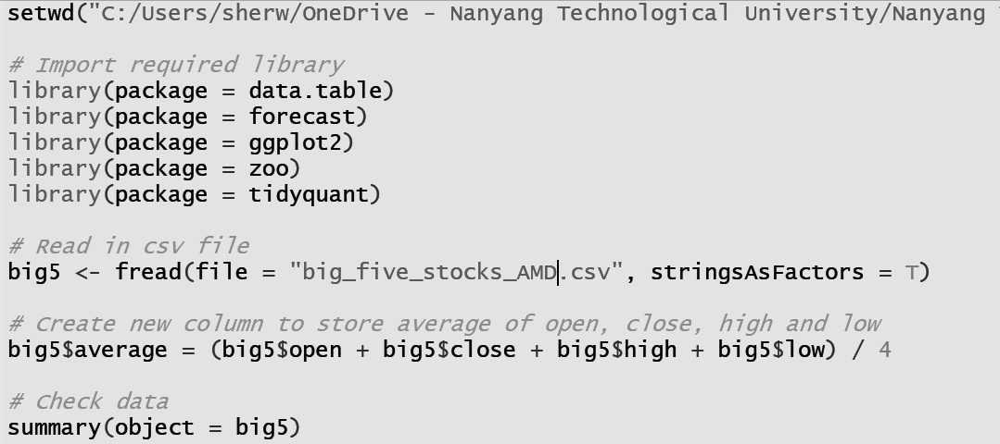 setwd("C:/Users/sherw/OneDrive - Nanyang Technological University/Nanyang
# Import required library
library(package = data.table)
library(package = forecast)
library(package = ggplot2)
library(package = zoo)
library(package = tidyquant)
# Read in csv file
big5 <- fread(file = "big_five_stocks_AMD.csv", stringsAsFactors = T)
# Create new column to store average of open, close, high and low
big5$average = (big5$open + big5$close + big5$high + big5$low) / 4
# Check data
summary(object = big5)